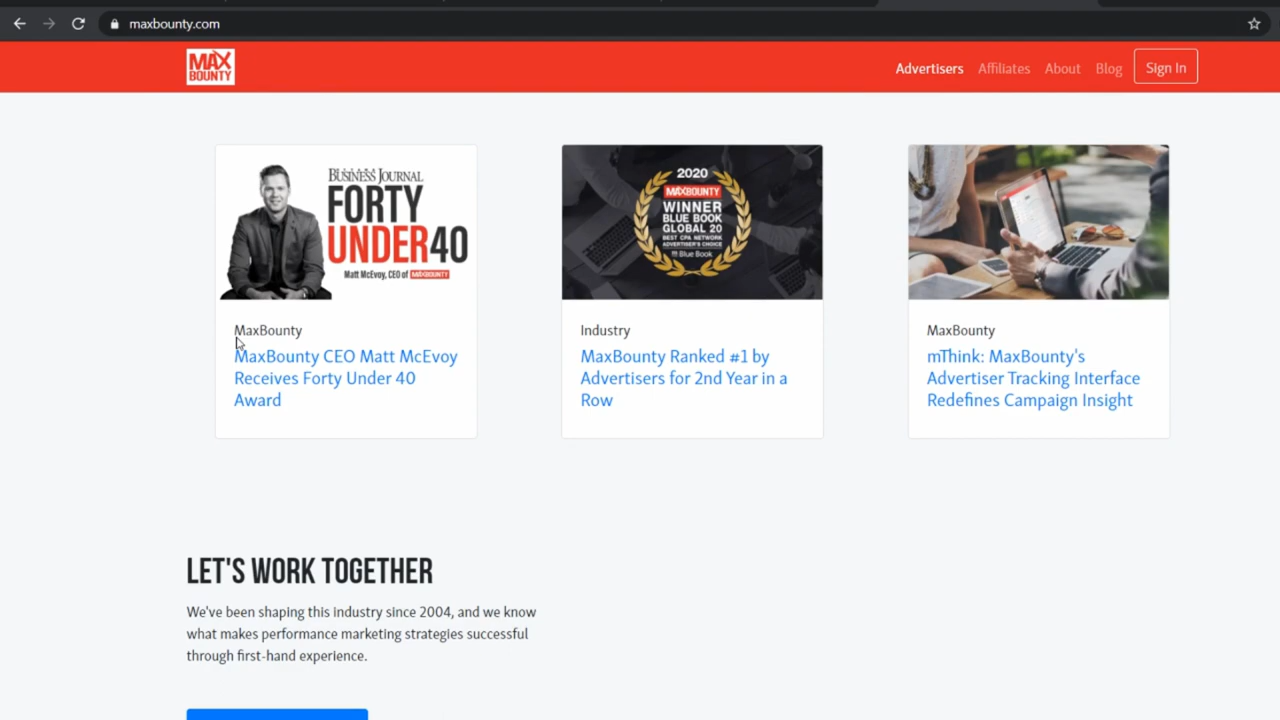 maxbounty.com
MAX
BOUNTY
Advertisers
Affiliates
About
Blog
Sign In
BUSINESS JOURNAL
FORTY
UNDER40
Matt McEvoy, CEO of MAXBOUNTY
MaxBounty
MaxBounty CEO Matt McEvoy
Receives Forty Under 40
Award
2020
MAXBOUNTY
WINNER
BLUE BOOK
GLOBAL 20
BEST CPA NETWORK
ADVERTISER'S CHOICE
Blue Book
Industry
MaxBounty Ranked #1 by
Advertisers for 2nd Year in a
Row
MaxBounty
mThink: MaxBounty's
Advertiser Tracking Interface
Redefines Campaign Insight
LET'S WORK TOGETHER
We've been shaping this industry since 2004, and we know
what makes performance marketing strategies successful
through first-hand experience.